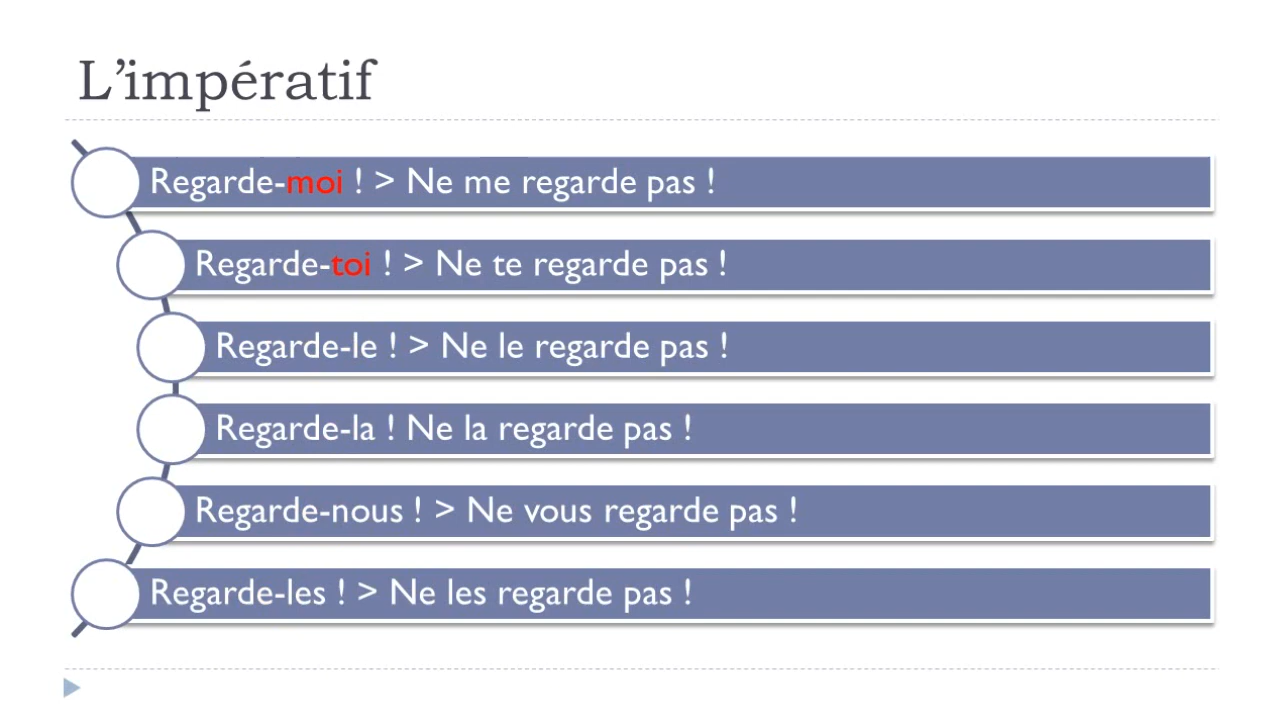 L’impératif
Regarde-moi ! > Ne me regarde pas !
Regarde-toi ! > Ne te regarde pas !
Regarde-le ! > Ne le regarde pas !
Regarde-la ! Ne la regarde pas !
Regarde-nous ! > Ne vous regarde pas !
Regarde-les ! > Ne les regarde pas !